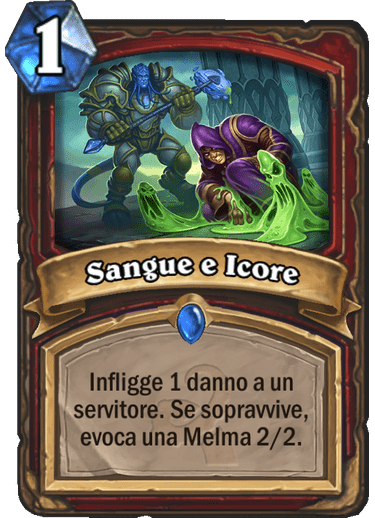 1
Sangue e Icore
Infligge 1 danno a un
servitore. Se sopravvive,
evoca una Melma 2/2.